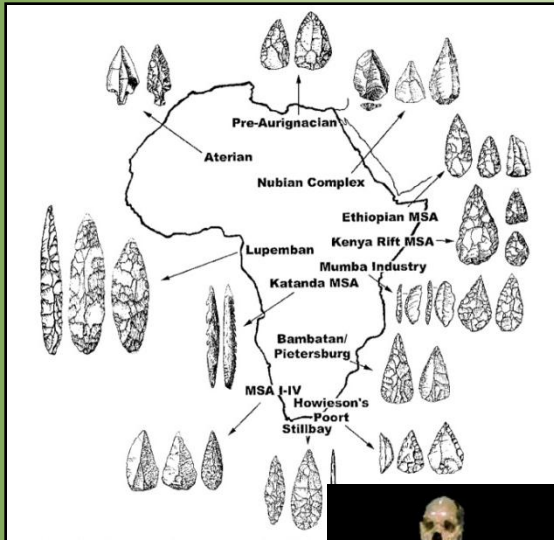 Pre-Aurignacian
Aterian
Nubian Complex
Ethiopian MSA
Kenya Rift MSA
Lupemban
Mumba Industry
Katanda MSA
Bambatan/
Pietersburg
MSA I-IV
Howieson's
Poort
Stillbay